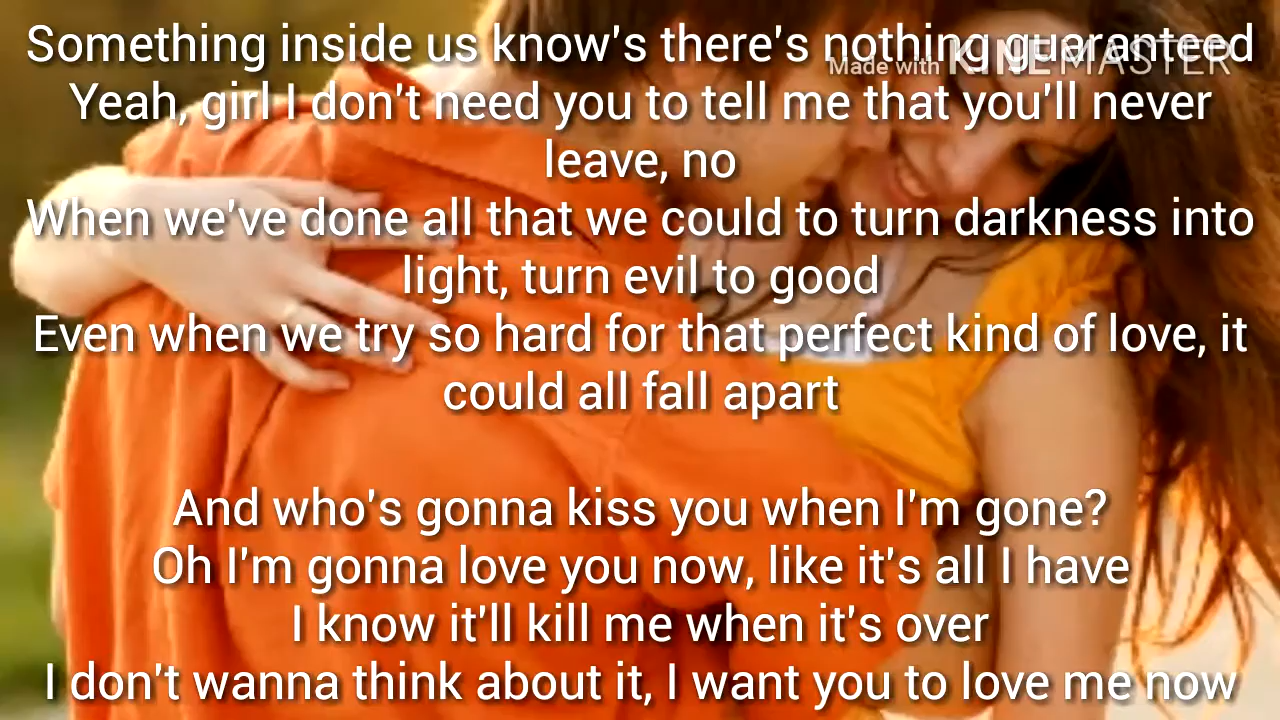 Something inside us know's there's nothing guaranteed
Made with KINEMASTER
Yeah, girl I don't need you to tell me that you'll never
leave, no
When we've done all that we could to turn darkness into
light, turn evil to good
Even when we try so hard for that perfect kind of love, it
could all fall apart
And who's gonna kiss you when I'm gone?
Oh I'm gonna love you now, like it's all I have
I know it'll kill me when it's over
I don't wanna think about it, I want you to love me now